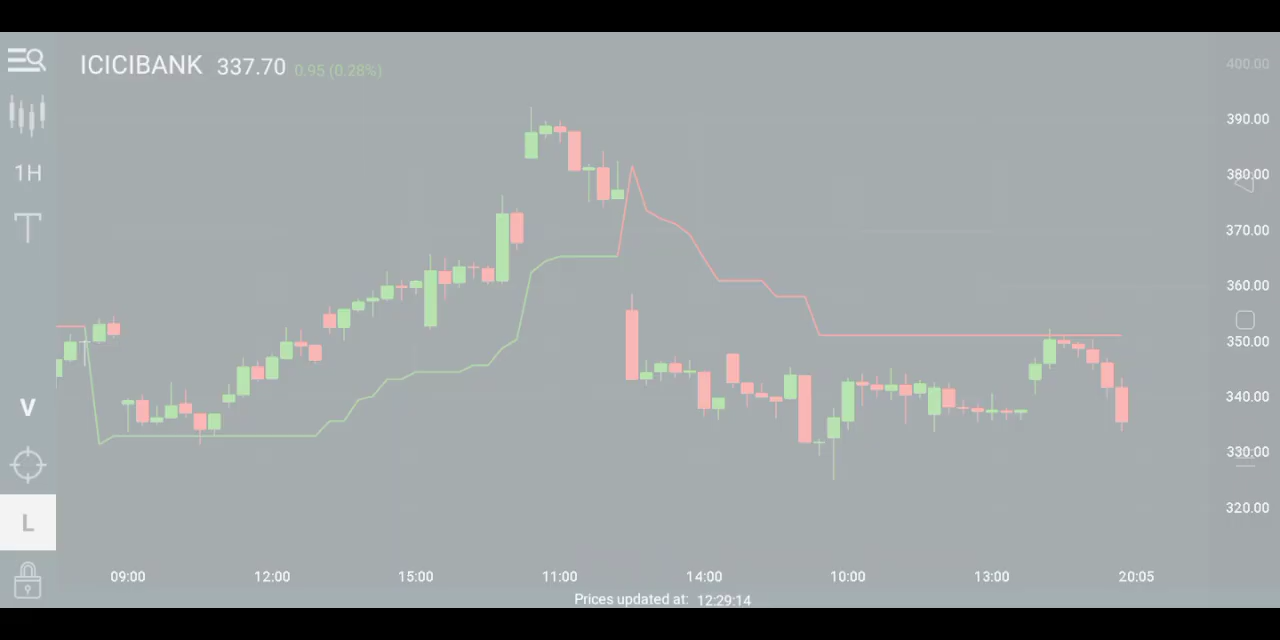 ICICIBANK 337.70 0.95 (0.28%)
1H
T
V
L
400.00
390.00
380.00
370.00
360.00
350.00
340.00
330.00
320.00
09:00 12:00 15:00 11:00 14:00 10:00 13:00 20:05
Prices updated at: 12:29:14